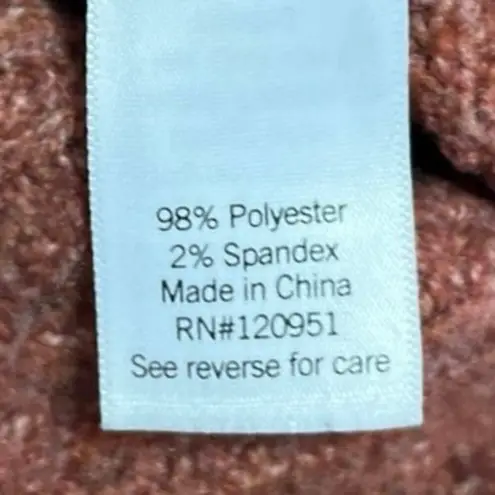 98% Polyester
2% Spandex
Made in China
RN#120951
See reverse for care